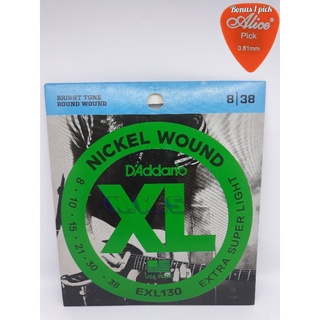 Bonus 1 pick
Alice
Pick
0.81mm
BRIGHT TONE
ROUND WOUND
8|38
NICKEL WOUND
D'Addario
XL
8 · 10 · 15 · 21 · 30 · 38
EXTRA SUPER LIGHT
EXL130